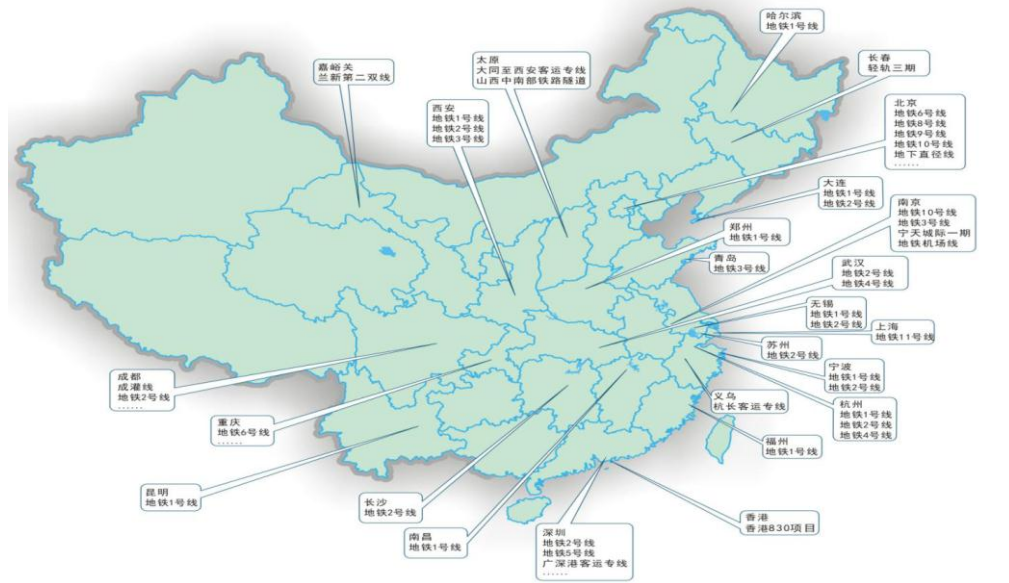 哈尔滨
地铁1号线
长春
轻轨三期
嘉峪关
兰新第二双线
太原
大同至西安客运专线
山西中南部铁路隧道
西安
地铁1号线
地铁2号线
地铁3号线
北京
地铁6号线
地铁8号线
地铁9号线
地铁10号线
地下直径线
......
大连
地铁1号线
地铁2号线
南京
地铁10号线
地铁3号线
宁天城际一期
地铁机场线
郑州
地铁1号线
青岛
地铁3号线
武汉
地铁2号线
地铁4号线
无锡
地铁1号线
地铁2号线
上海
地铁11号线
苏州
地铁2号线
宁波
地铁1号线
地铁2号线
成都
成灌线
地铁2号线
......
义乌
杭长客运专线
杭州
地铁1号线
地铁2号线
地铁4号线
重庆
地铁6号线
......
福州
地铁1号线
昆明
地铁1号线
长沙
地铁2号线
南昌
地铁1号线
深圳
地铁2号线
地铁5号线
广深港客运专线
......
香港
香港830项目